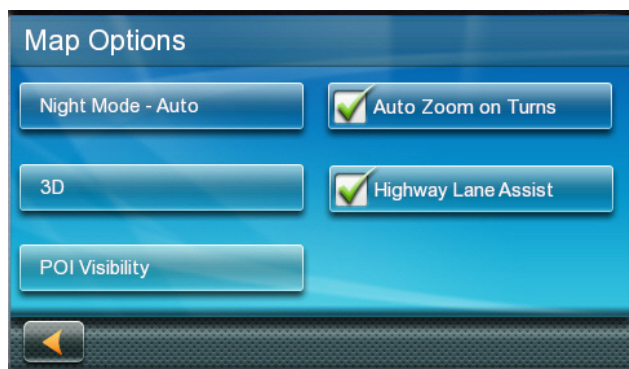 Map Options
Night Mode - Auto
Auto Zoom on Turns
3D
Highway Lane Assist
POI Visibility